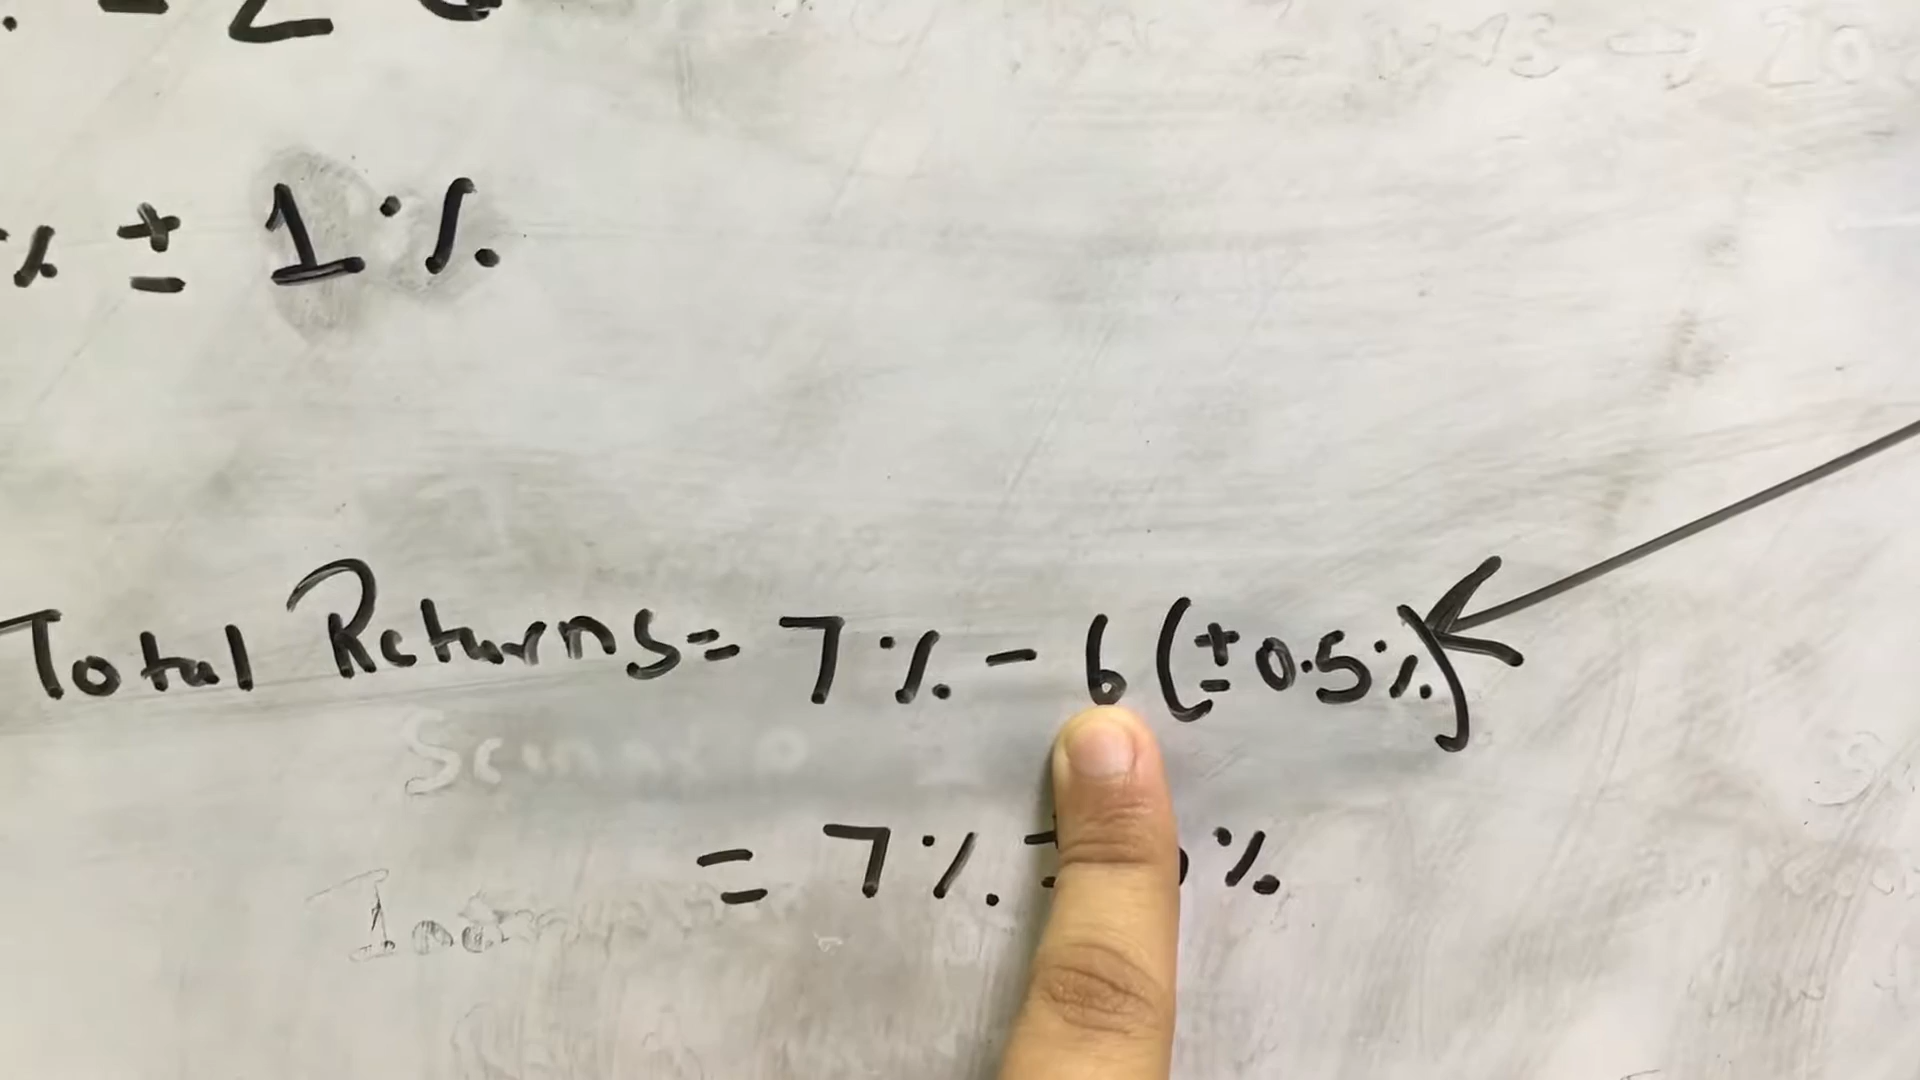 % ± 1%
Total Returns = 7% - 6 (± 0.5%)
= 7% %